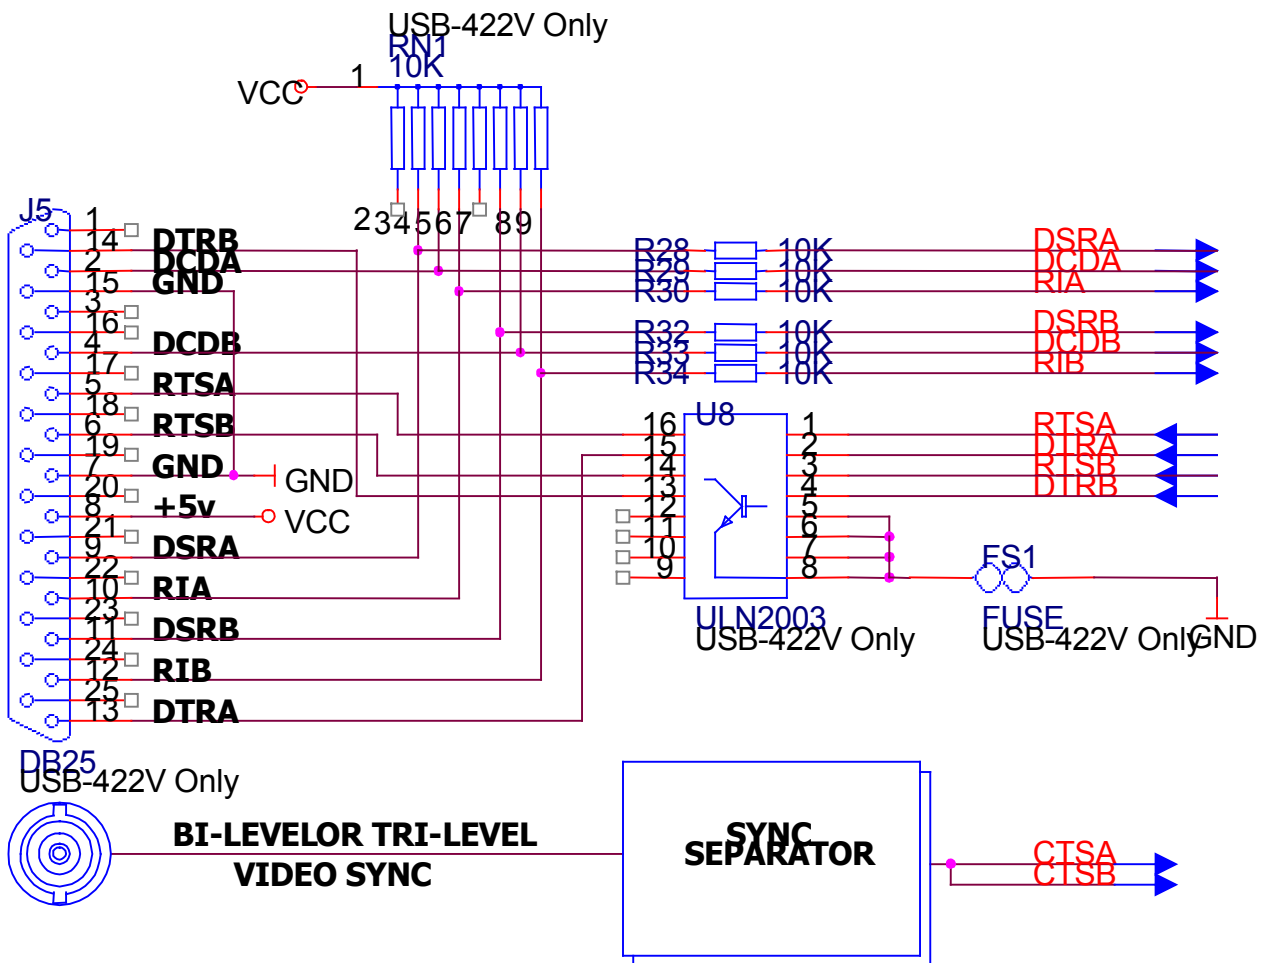 USB-422V Only
RN1
10K
VCC
1
2 3 4 5 6 7 8 9
J5
1
14 DTRB
2 DCDA
15 GND
3
16
4 DCDB
17
5 RTSA
18
6 RTSB
19
7 GND
GND
20
8 +5v
VCC
21
9 DSRA
22
10 RIA
23
11 DSRB
24
12 RIB
25
13 DTRA
DB25
USB-422V Only
R28 10K DSRA
R29 10K DCDA
R30 10K RIA
R32 10K DSRB
R33 10K DCDB
R34 10K RIB
U8
16 1 RTSA
15 2 DTRA
14 3 RTSB
13 4 DTRB
12 5
11 6
10 7
9 8
ULN2003
USB-422V Only
FS1
FUSE
USB-422V Only
GND
BI-LEVELOR TRI-LEVEL
VIDEO SYNC
SYNC
SEPARATOR
CTSA
CTSB